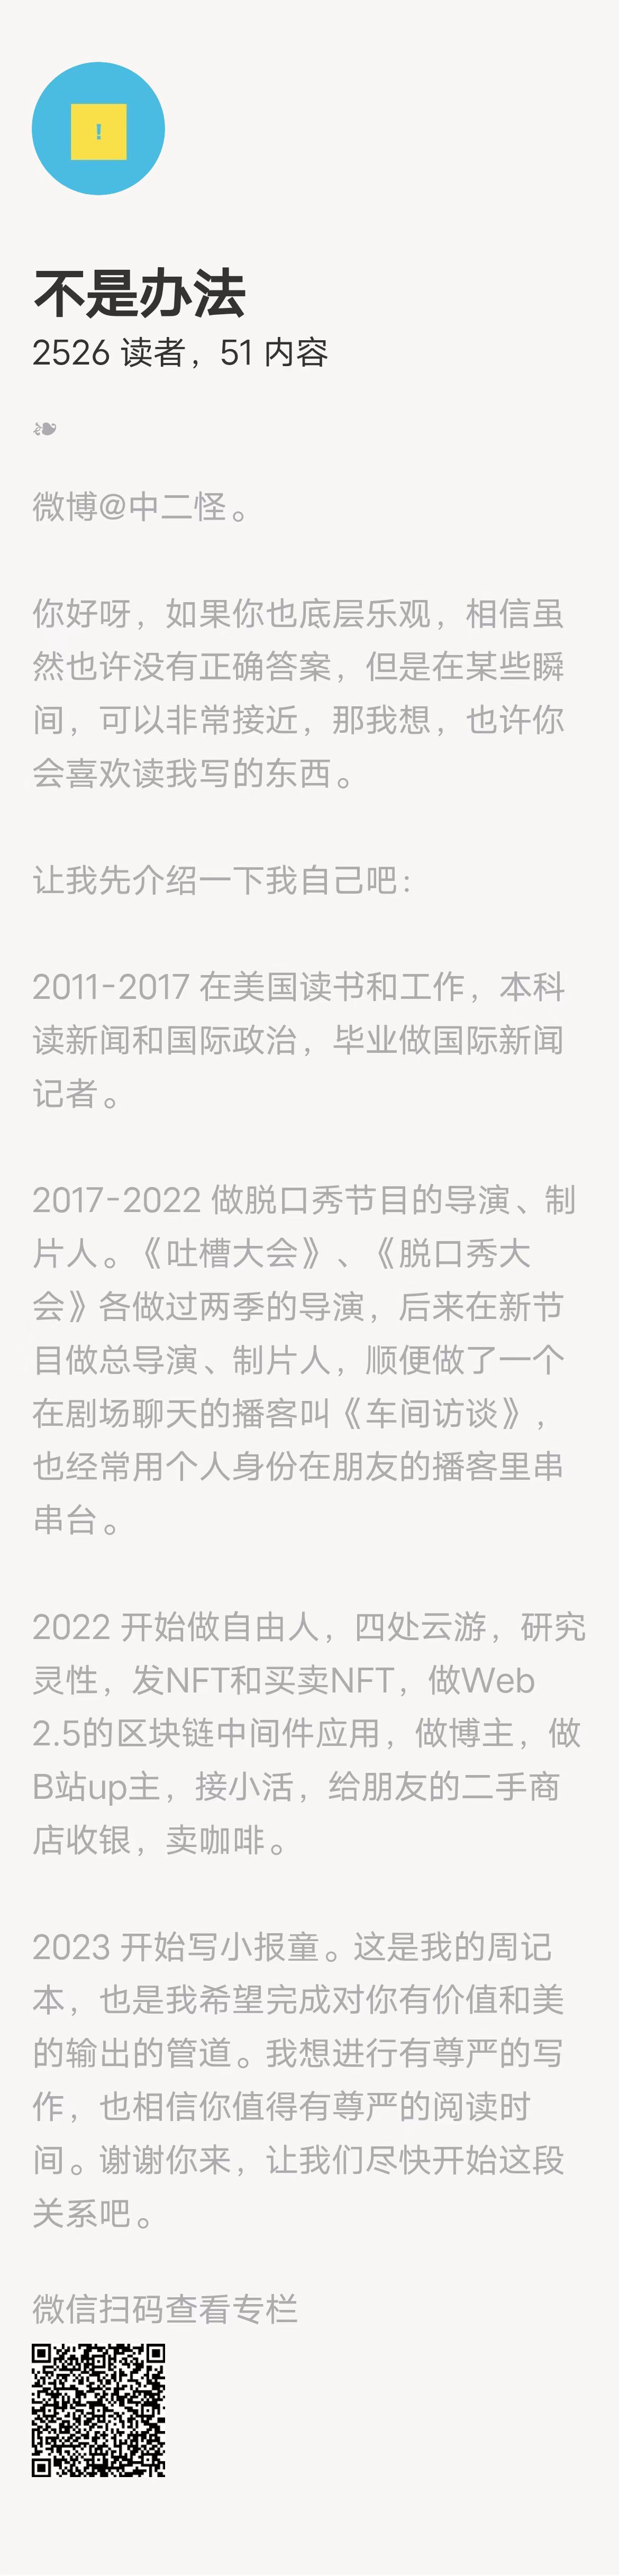 !
不是办法
2526 读者，51 内容
❧
微博@中二怪。
你好呀，如果你也底层乐观，相信虽
然也许没有正确答案，但是在某些瞬
间，可以非常接近，那我想，也许你
会喜欢读我写的东西。
让我先介绍一下我自己吧：
2011-2017 在美国读书和工作，本科
读新闻和国际政治，毕业做国际新闻
记者。
2017-2022 做脱口秀节目的导演、制
片人。《吐槽大会》、《脱口秀大
会》各做过两季的导演，后来在新节
目做总导演、制片人，顺便做了一个
在剧场聊天的播客叫《车间访谈》，
也经常用个人身份在朋友的播客里串
串台。
2022 开始做自由人，四处云游，研究
灵性，发NFT和买卖NFT，做Web
2.5的区块链中间件应用，做博主，做
B站up主，接小活，给朋友的二手商
店收银，卖咖啡。
2023 开始写小报童。这是我的周记
本，也是我希望完成对你有价值和美
的输出的管道。我想进行有尊严的写
作，也相信你值得有尊严的阅读时
间。谢谢你来，让我们尽快开始这段
关系吧。
微信扫码查看专栏